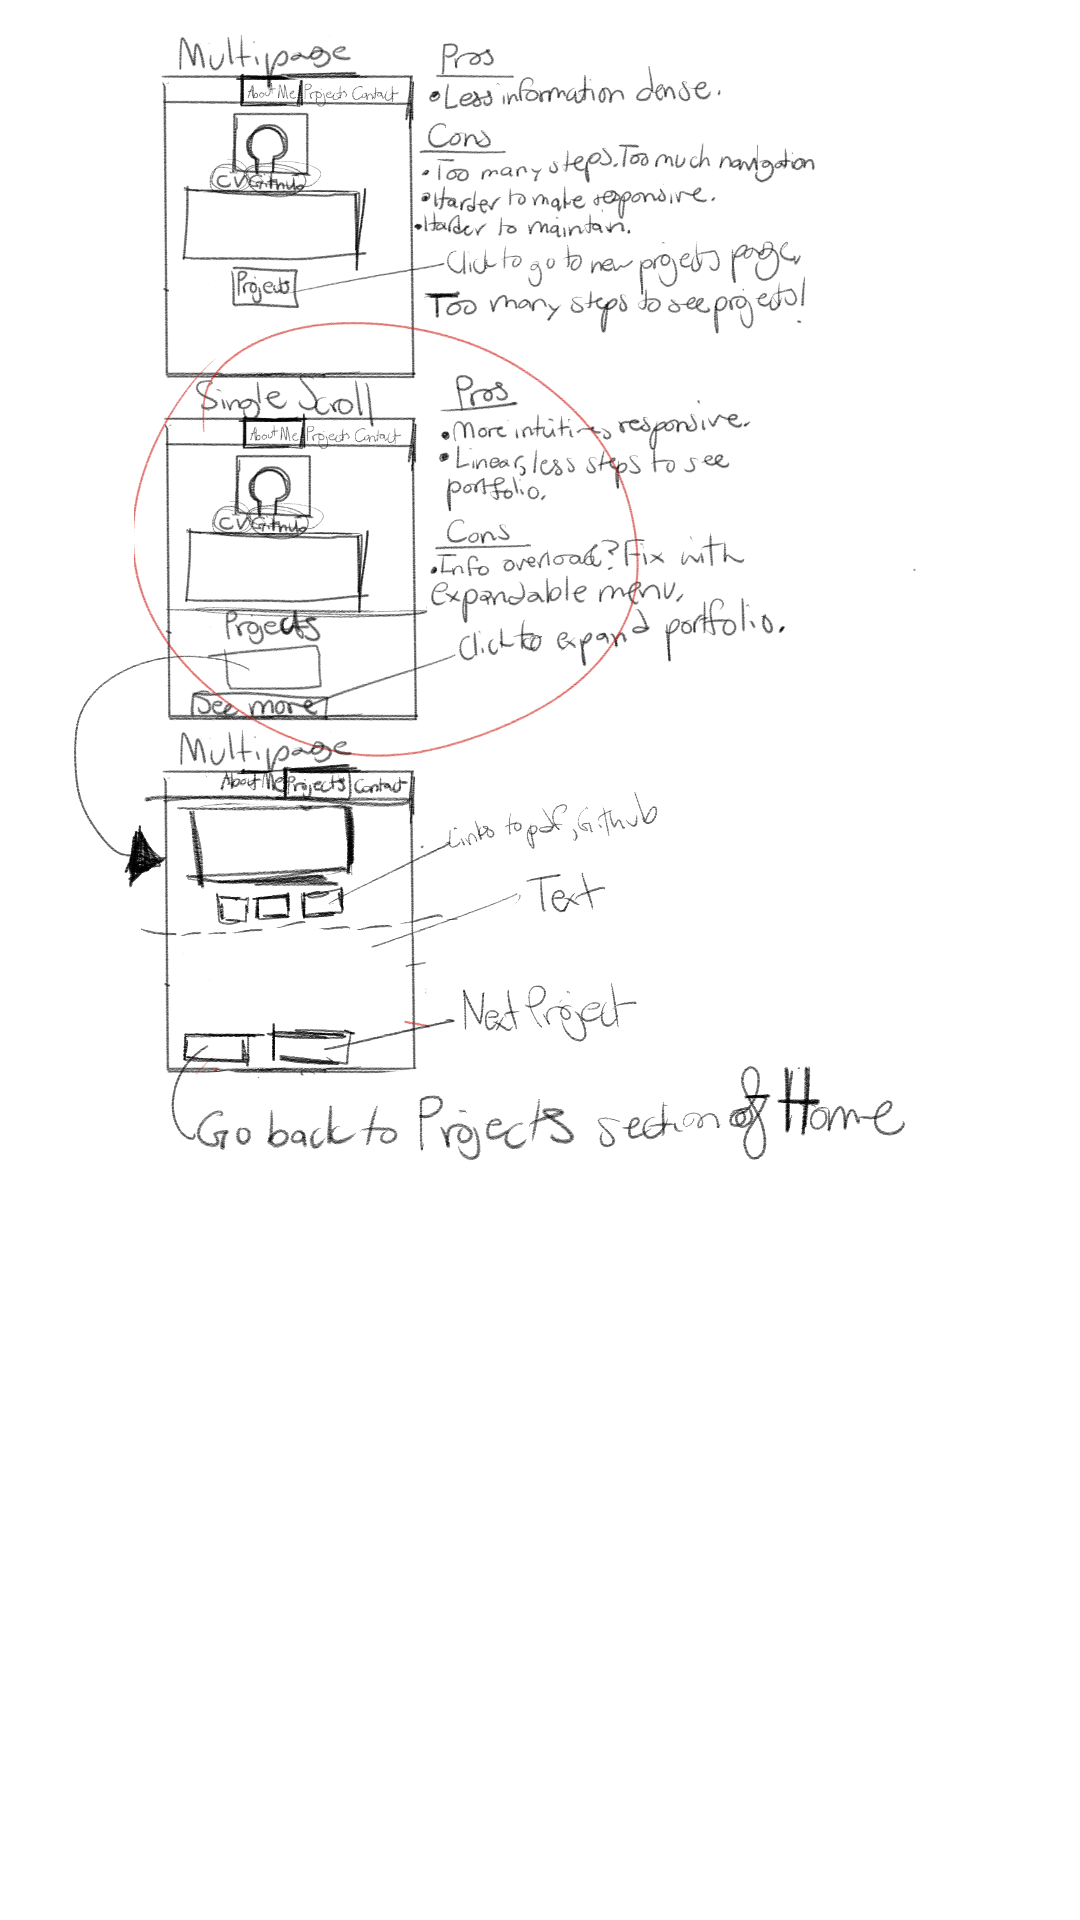 Multipage
About Me Projects Contact
CV Github
Projects
Pros
• Less information dense.
Cons
• Too many steps. Too much navigation
• Harder to make responsive.
• Harder to maintain.
Click to go to new projects page.
Too many steps to see projects!
Single Scroll
About Me Projects Contact
CV Github
Projects
See more
Pros
• More intuitive, responsive.
• Linear, less steps to see
portfolio.
Cons
• Info overload? Fix with
expandable menu.
Click to expand portfolio.
Multipage
About Me Projects Contact
Links to pdf, Github
Text
Next Project
Go back to Projects section of Home